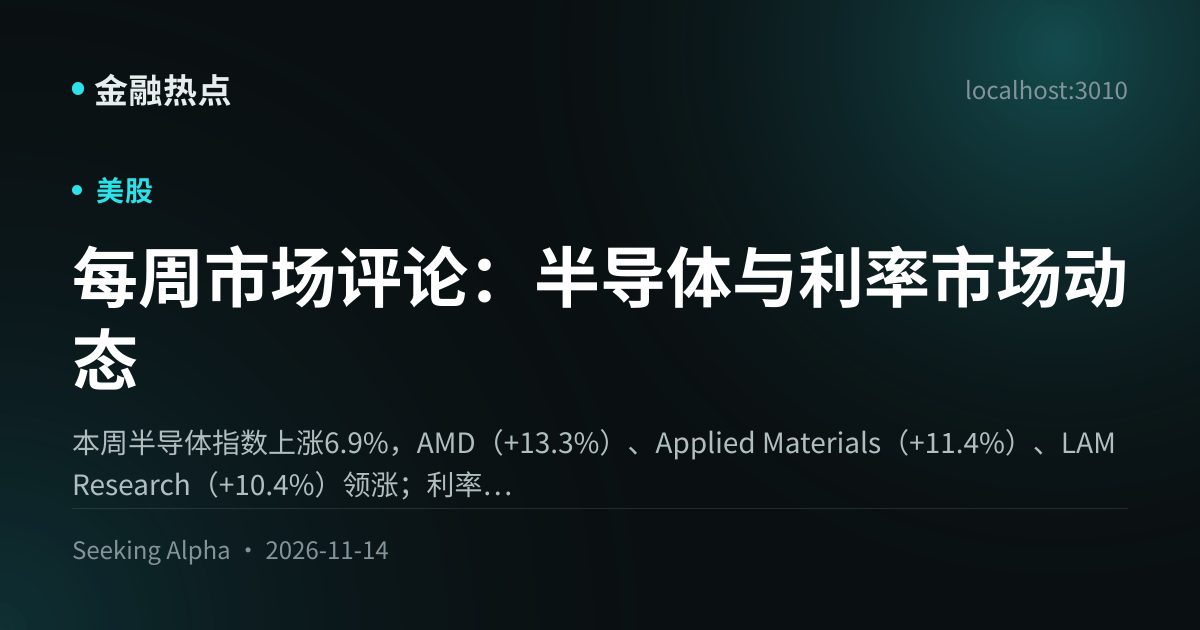 金融热点
localhost:3010
美股
每周市场评论：半导体与利率市场动
态
本周半导体指数上涨6.9%，AMD（+13.3%）、Applied Materials（+11.4%）、LAM
Research（+10.4%）领涨；利率…
Seeking Alpha · 2026-11-14